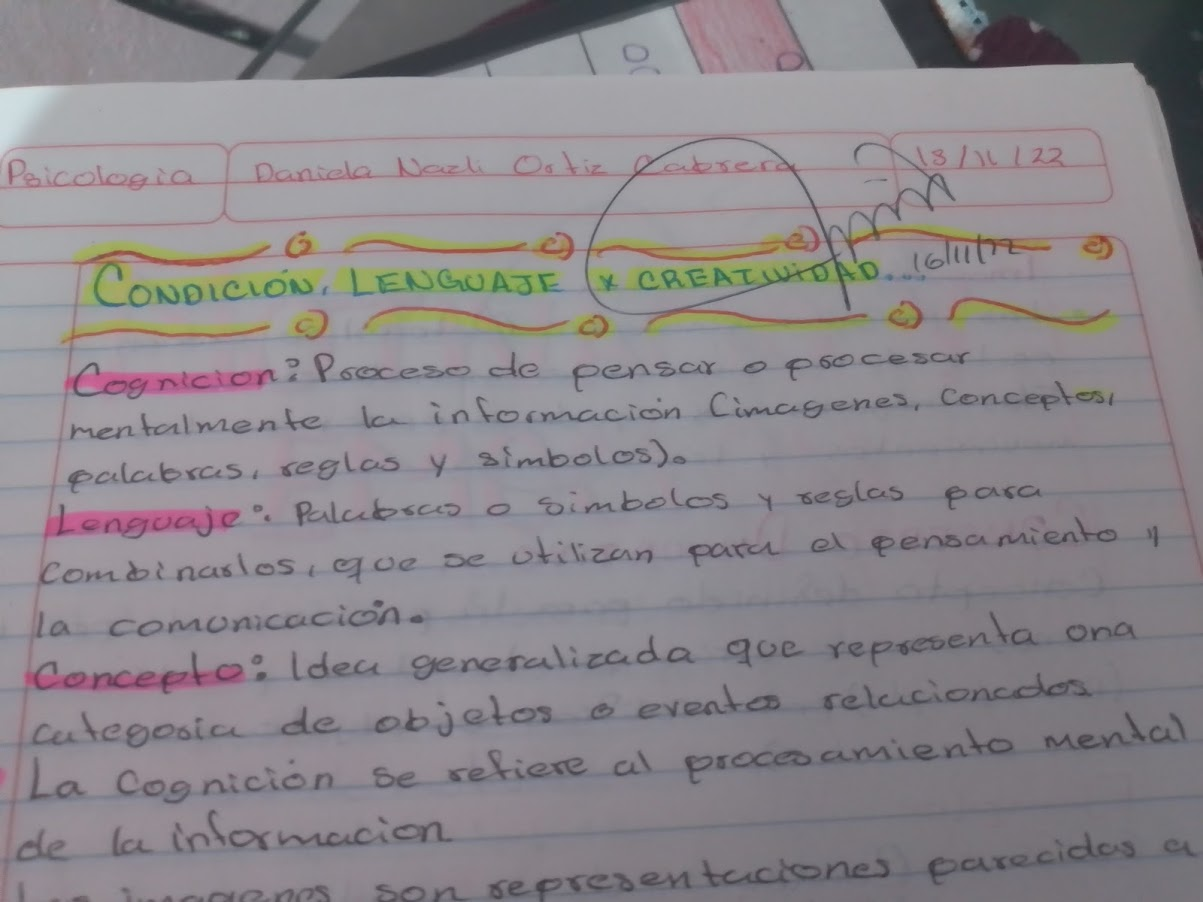 Psicologia
Daniela Nazli Ortiz Cabrera
13/11/22
CONDICIÓN, LENGUAJE Y CREATIVIDAD...
16/11/22
Cognicion: Proceso de pensar o procesar
mentalmente la información (imagenes, conceptos,
palabras, reglas y simbolos).
Lenguaje: Palabras o simbolos y reglas para
combinarlos, que se utilizan para el pensamiento y
la comunicación.
Concepto: Idea generalizada que representa una
categoria de objetos o eventos relacionados
La Cognición se refiere al procesamiento mental
de la informacion
Las imagenes son representaciones parecidas a